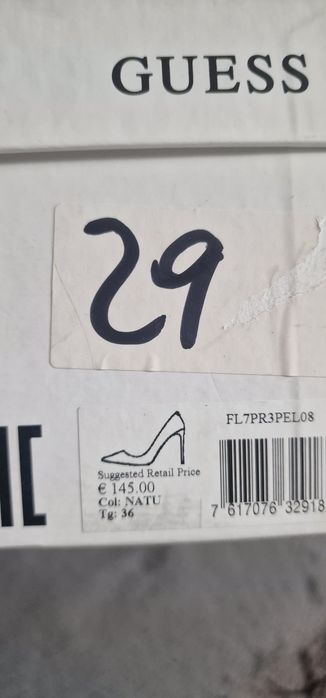 GUESS
29
FL7PR3PEL08
Suggested Retail Price
€ 145.00
Col: NATU
Tg: 36
7 617076 32918